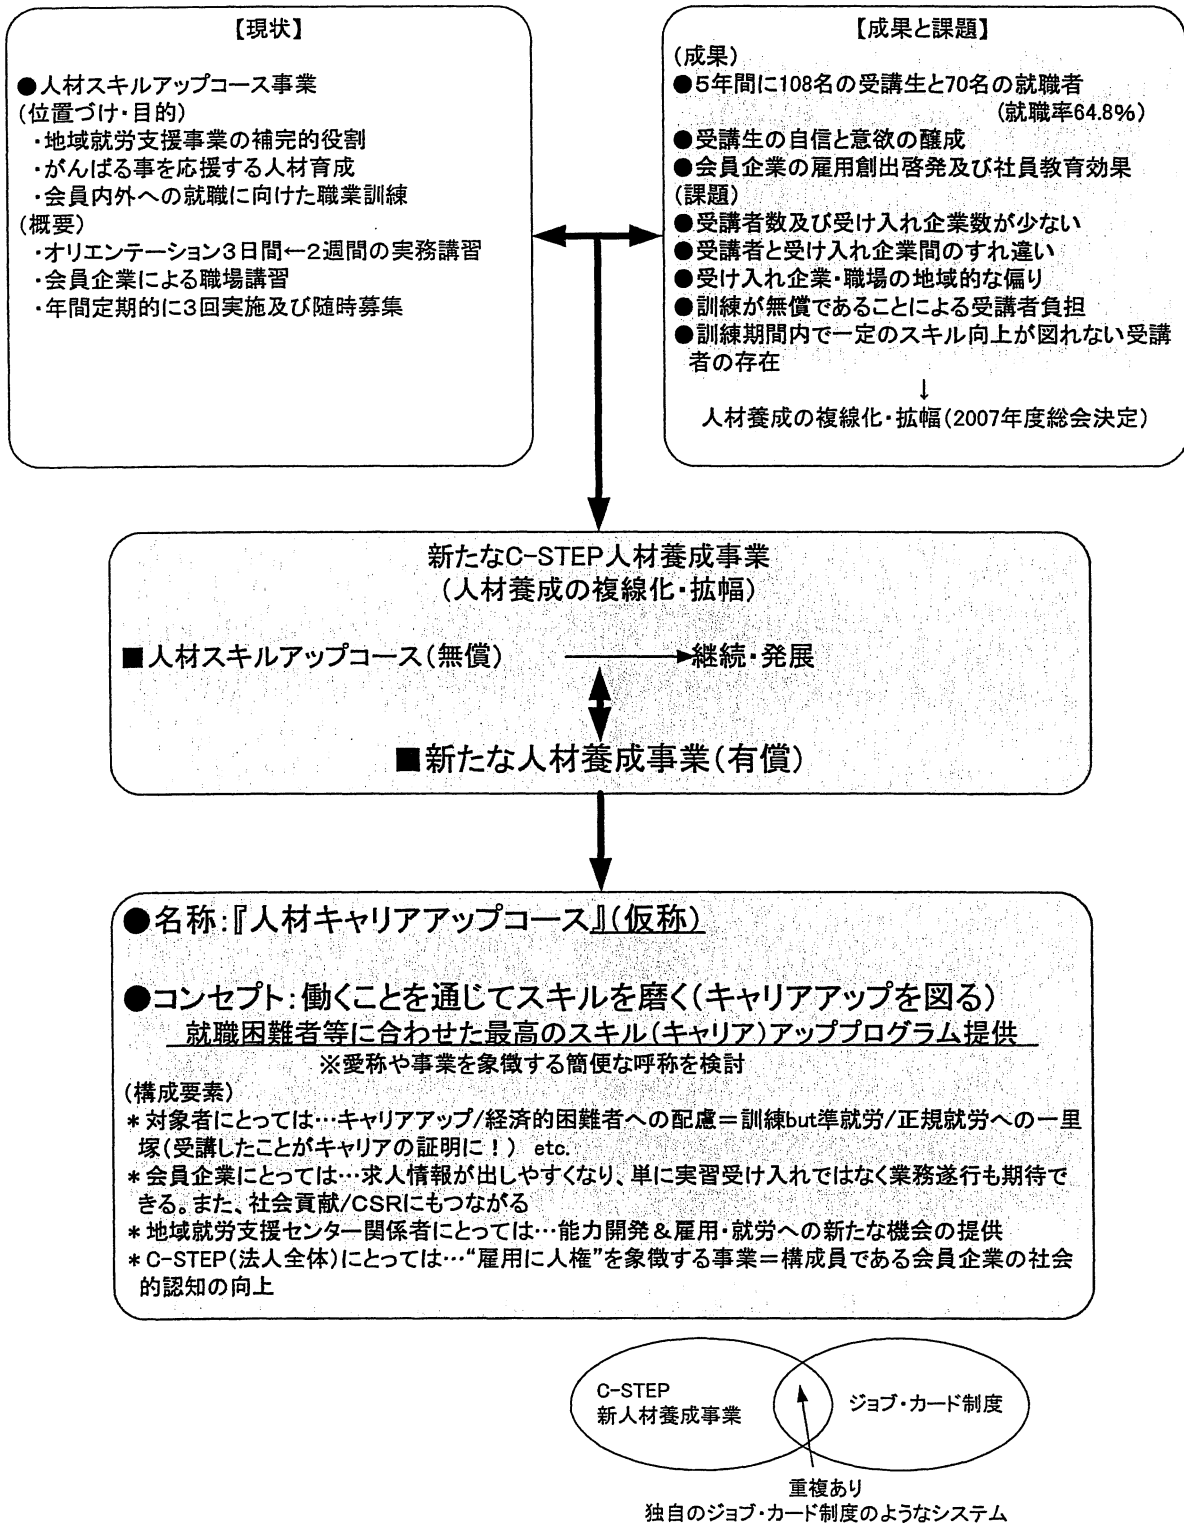 【現状】
●人材スキルアップコース事業
(位置づけ・目的)
・地域就労支援事業の補完的役割
・がんばる事を応援する人材育成
・会員内外への就職に向けた職業訓練
(概要)
・オリエンテーション3日間←2週間の実務講習
・会員企業による職場講習
・年間定期的に3回実施及び随時募集
【成果と課題】
(成果)
●5年間に108名の受講生と70名の就職者
(就職率64.8%)
●受講生の自信と意欲の醸成
●会員企業の雇用創出啓発及び社員教育効果
(課題)
●受講者数及び受け入れ企業数が少ない
●受講者と受け入れ企業間のすれ違い
●受け入れ企業・職場の地域的な偏り
●訓練が無償であることによる受講者負担
●訓練期間内で一定のスキル向上が図れない受講
者の存在
↓
人材養成の複線化・拡幅(2007年度総会決定)
新たなC-STEP人材養成事業
(人材養成の複線化・拡幅)
■人材スキルアップコース(無償) → 継続・発展
■新たな人材養成事業(有償)
●名称:『人材キャリアアップコース』(仮称)
●コンセプト:働くことを通じてスキルを磨く(キャリアアップを図る)
就職困難者等に合わせた最高のスキル(キャリア)アッププログラム提供
※愛称や事業を象徴する簡便な呼称を検討
(構成要素)
*対象者にとっては…キャリアアップ/経済的困難者への配慮=訓練but準就労/正規就労への一里
塚(受講したことがキャリアの証明に!) etc.
*会員企業にとっては…求人情報が出しやすくなり、単に実習受け入れではなく業務遂行も期待で
きる。また、社会貢献/CSRにもつながる
*地域就労支援センター関係者にとっては…能力開発&雇用・就労への新たな機会の提供
*C-STEP(法人全体)にとっては…“雇用に人権”を象徴する事業=構成員である会員企業の社会
的認知の向上
C-STEP
新人材養成事業
ジョブ・カード制度
重複あり
独自のジョブ・カード制度のようなシステム